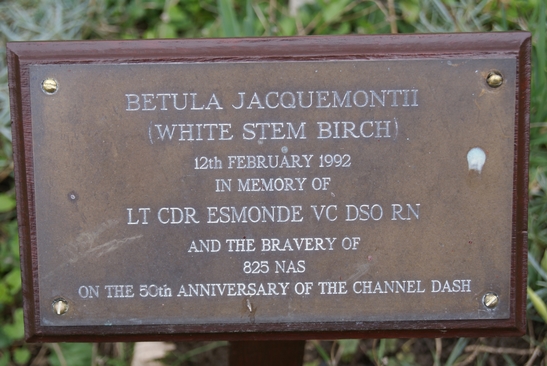 BETULA JACQUEMONTII
(WHITE STEM BIRCH)
12th FEBRUARY 1992
IN MEMORY OF
LT CDR ESMONDE VC DSO RN
AND THE BRAVERY OF
825 NAS
ON THE 50th ANNIVERSARY OF THE CHANNEL DASH